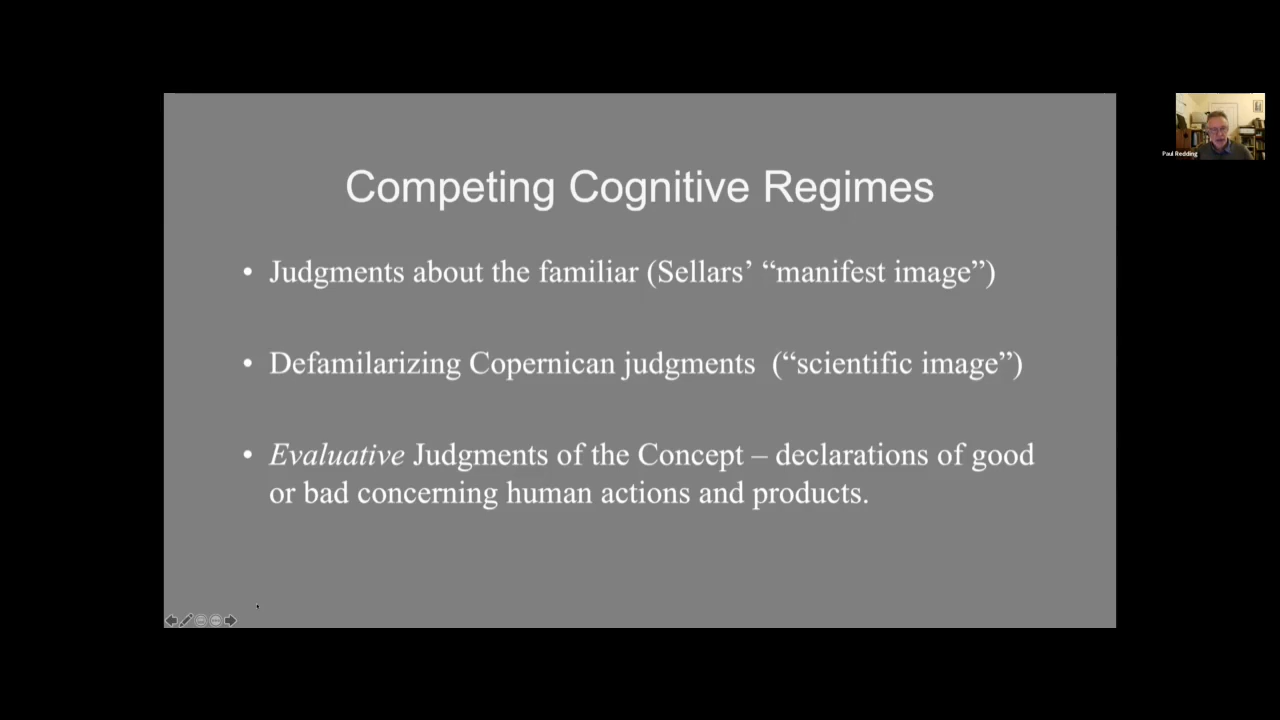 Competing Cognitive Regimes
• Judgments about the familiar (Sellars’ “manifest image”)
• Defamilarizing Copernican judgments (“scientific image”)
• Evaluative Judgments of the Concept – declarations of good
or bad concerning human actions and products.
Paul Redding